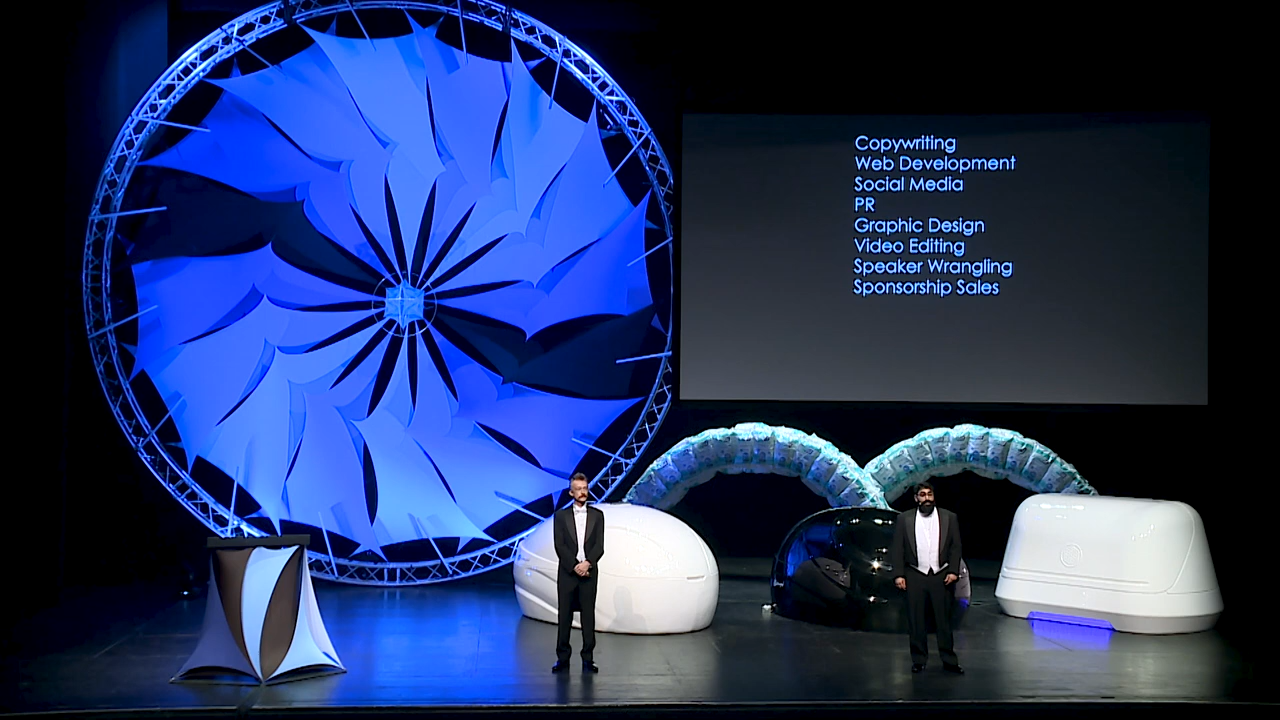 Copywriting
Web Development
Social Media
PR
Graphic Design
Video Editing
Speaker Wrangling
Sponsorship Sales